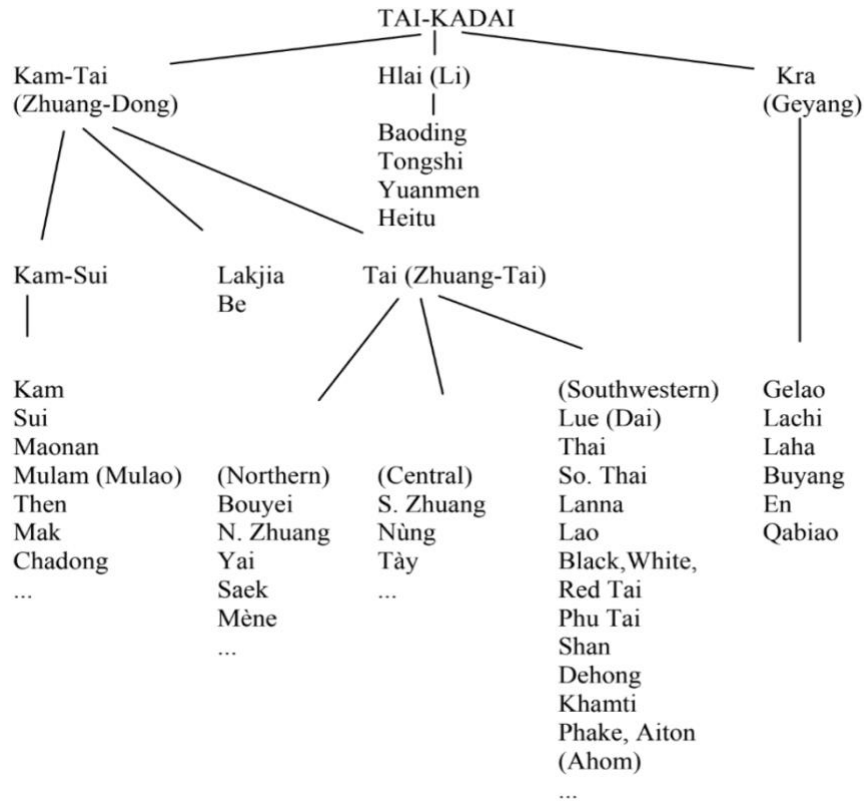 TAI-KADAI
Kam-Tai
(Zhuang-Dong)
Hlai (Li)
Kra
(Geyang)
Baoding
Tongshi
Yuanmen
Heitu
Kam-Sui
Lakjia
Be
Tai (Zhuang-Tai)
Kam
Sui
Maonan
Mulam (Mulao)
Then
Mak
Chadong
...
(Northern)
Bouyei
N. Zhuang
Yai
Saek
Mène
...
(Central)
S. Zhuang
Nùng
Tày
...
(Southwestern)
Lue (Dai)
Thai
So. Thai
Lanna
Lao
Black,White,
Red Tai
Phu Tai
Shan
Dehong
Khamti
Phake, Aiton
(Ahom)
...
Gelao
Lachi
Laha
Buyang
En
Qabiao